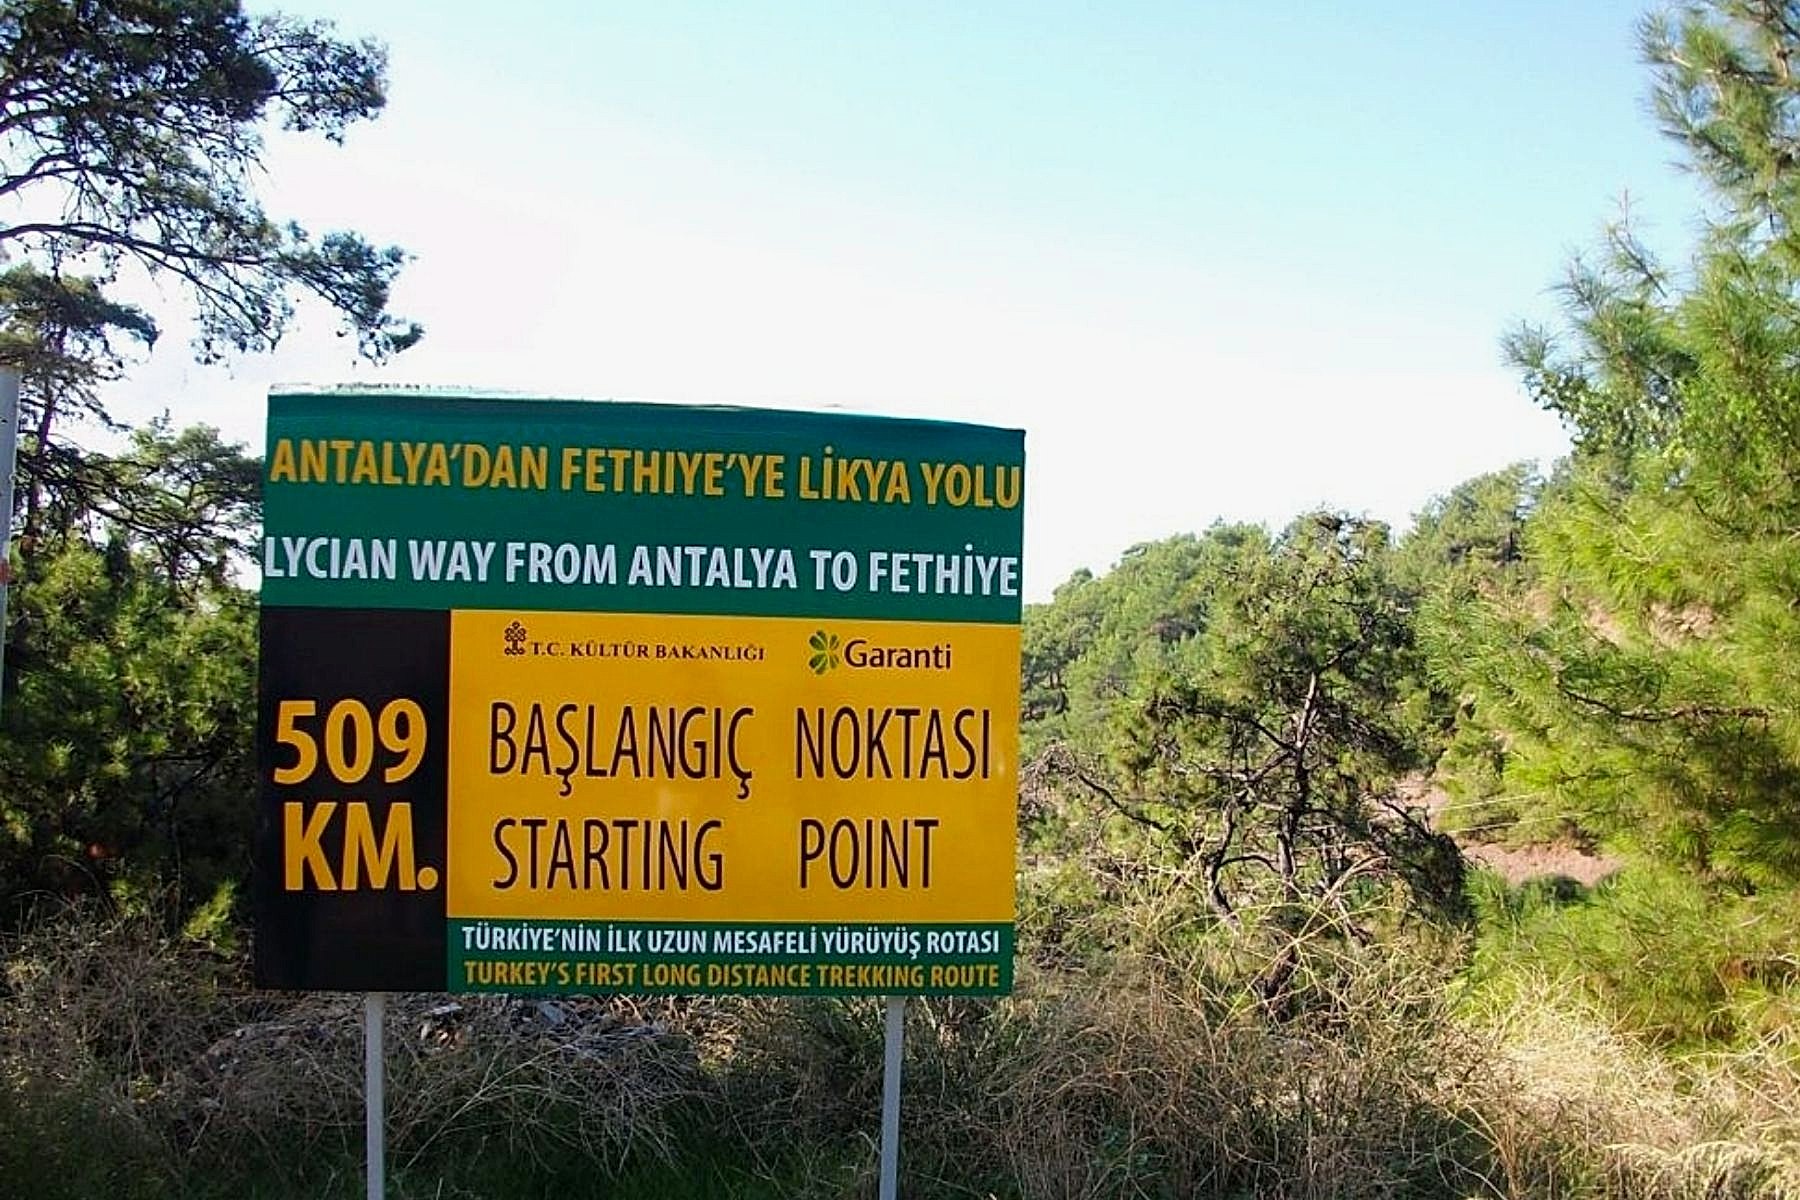 ANTALYA'DAN FETHIYE'YE LİKYA YOLU
LYCIAN WAY FROM ANTALYA TO FETHİYE
T.C. KÜLTÜR BAKANLIĞI Garanti
509 KM.
BAŞLANGIÇ NOKTASI
STARTING POINT
TÜRKİYE'NİN İLK UZUN MESAFELİ YÜRÜYÜŞ ROTASI
TURKEY'S FIRST LONG DISTANCE TREKKING ROUTE